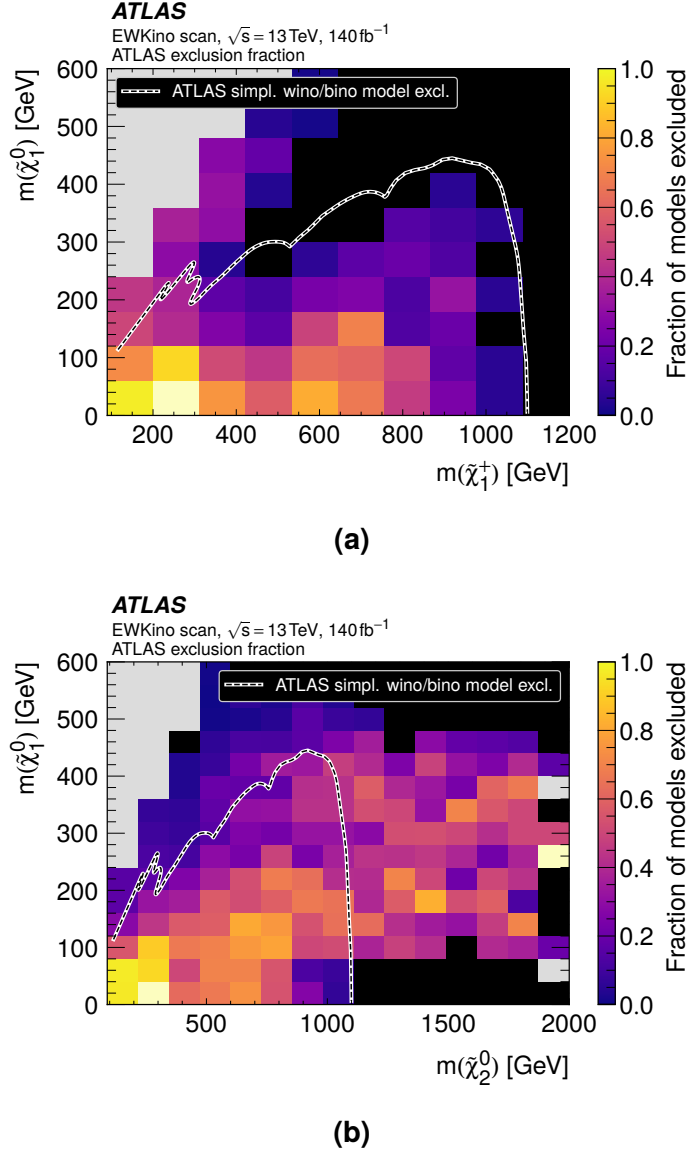 ATLAS
EWKino scan, √s = 13 TeV, 140 fb⁻¹
ATLAS exclusion fraction
ATLAS simpl. wino/bino model excl.
m(χ̃₁⁰) [GeV]
600
500
400
300
200
100
0
200 400 600 800 1000 1200
m(χ̃₁⁺) [GeV]
1.0
0.8
0.6
0.4
0.2
0.0
Fraction of models excluded
(a)
ATLAS
EWKino scan, √s = 13 TeV, 140 fb⁻¹
ATLAS exclusion fraction
ATLAS simpl. wino/bino model excl.
m(χ̃₁⁰) [GeV]
600
500
400
300
200
100
0
500 1000 1500 2000
m(χ̃₂⁰) [GeV]
1.0
0.8
0.6
0.4
0.2
0.0
Fraction of models excluded
(b)